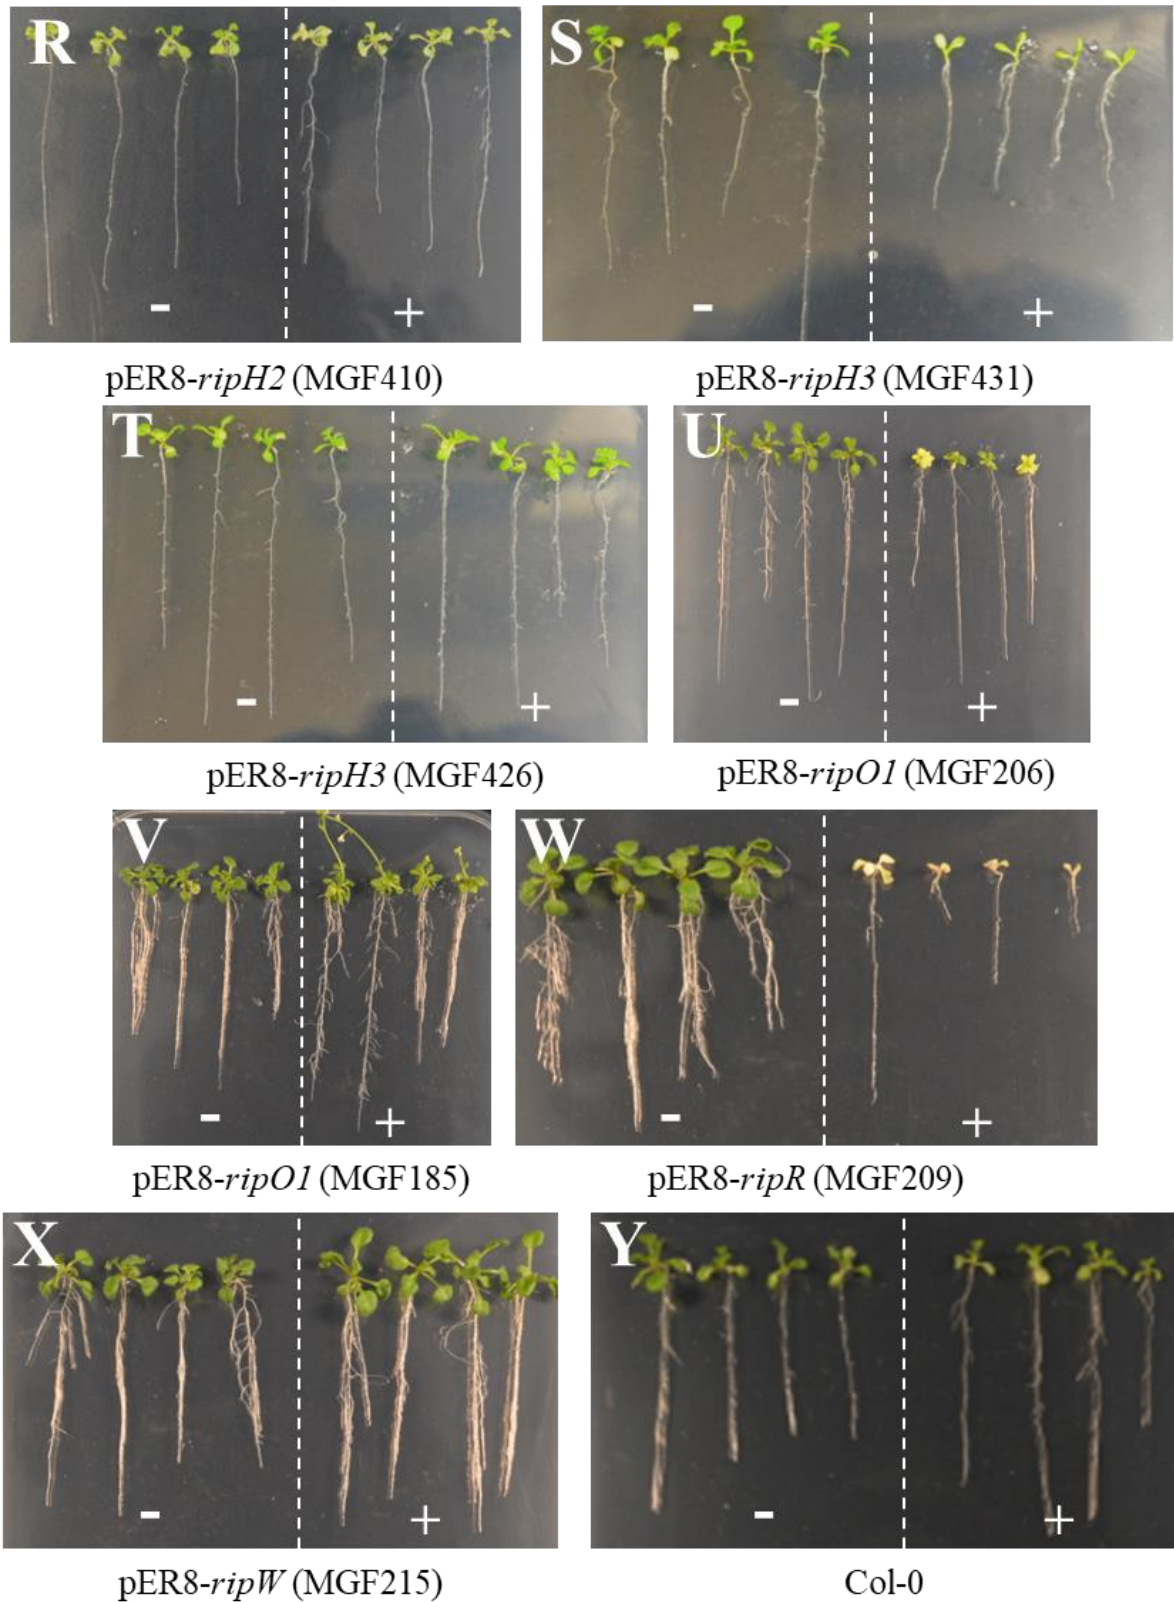 R
S
- +
- +
pER8-ripH2 (MGF410)
pER8-ripH3 (MGF431)
T
U
- +
- +
pER8-ripH3 (MGF426)
pER8-ripO1 (MGF206)
V
W
- +
- +
pER8-ripO1 (MGF185)
pER8-ripR (MGF209)
X
Y
- +
- +
pER8-ripW (MGF215)
Col-0